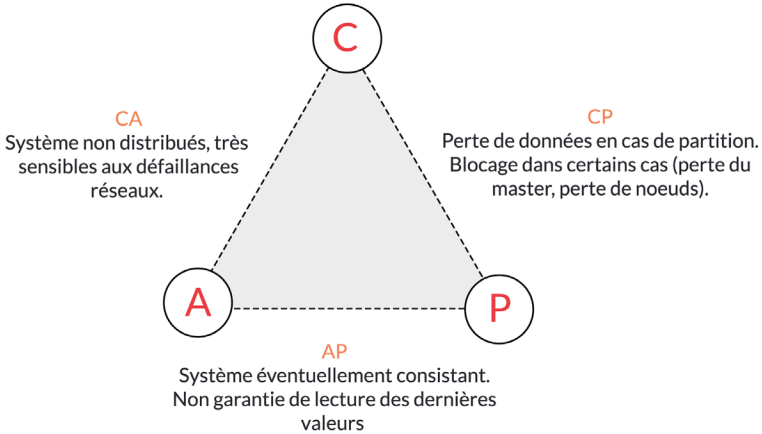 C
CA
Système non distribués, très
sensibles aux défaillances
réseaux.
CP
Perte de données en cas de partition.
Blocage dans certains cas (perte du
master, perte de noeuds).
A
P
AP
Système éventuellement consistant.
Non garantie de lecture des dernières
valeurs